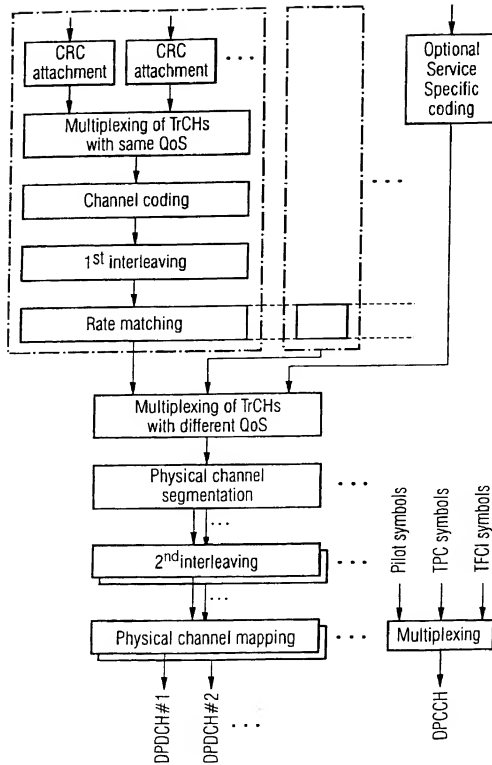 CRC
attachment
CRC
attachment
Optional
Service
Specific
coding
Multiplexing of TrCHs
with same QoS
Channel coding
1st interleaving
Rate matching
Multiplexing of TrCHs
with different QoS
Physical channel
segmentation
2nd interleaving
Physical channel mapping
Pilot symbols
TPC symbols
TFCI symbols
Multiplexing
DPDCH#1
DPDCH#2
DPCCH